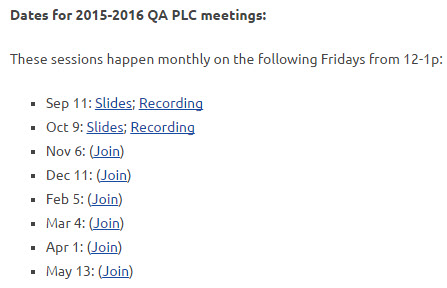 Dates for 2015-2016 QA PLC meetings:
These sessions happen monthly on the following Fridays from 12-1p:
Sep 11: Slides; Recording
Oct 9: Slides; Recording
Nov 6: (Join)
Dec 11: (Join)
Feb 5: (Join)
Mar 4: (Join)
Apr 1: (Join)
May 13: (Join)